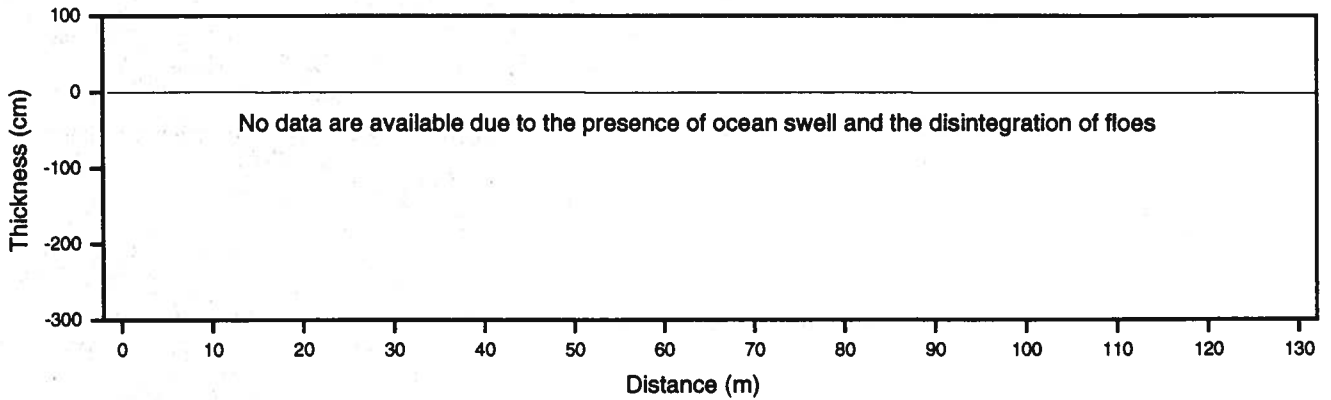 100
0
-100
-200
-300
Thickness (cm)
No data are available due to the presence of ocean swell and the disintegration of floes
0 10 20 30 40 50 60 70 80 90 100 110 120 130
Distance (m)